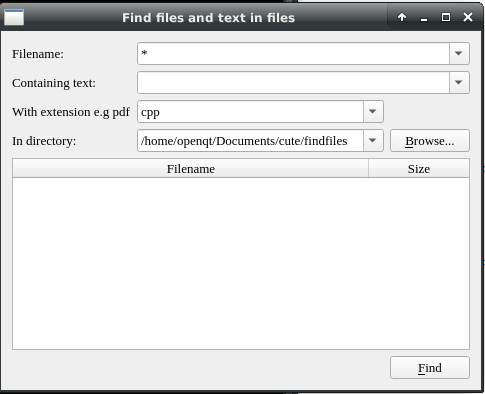 Find files and text in files
Filename: *
Containing text:
With extension e.g pdf cpp
In directory: /home/openqt/Documents/cute/findfiles Browse...
Filename Size
Find